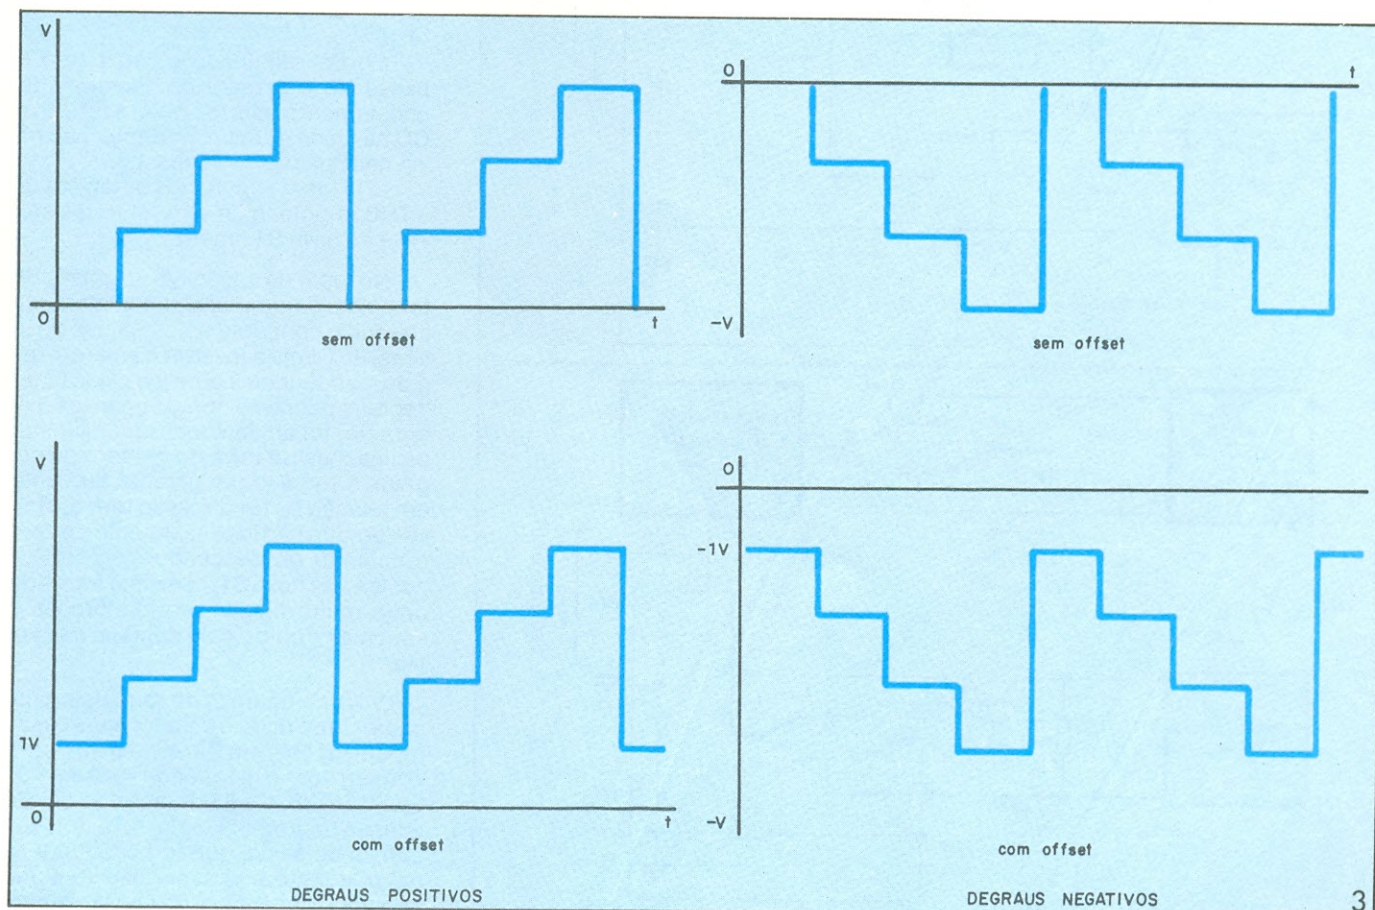 V
0
t
sem offset
0
t
-V
sem offset
V
1V
0
t
com offset
0
-1V
-V
com offset
DEGRAUS POSITIVOS
DEGRAUS NEGATIVOS
3